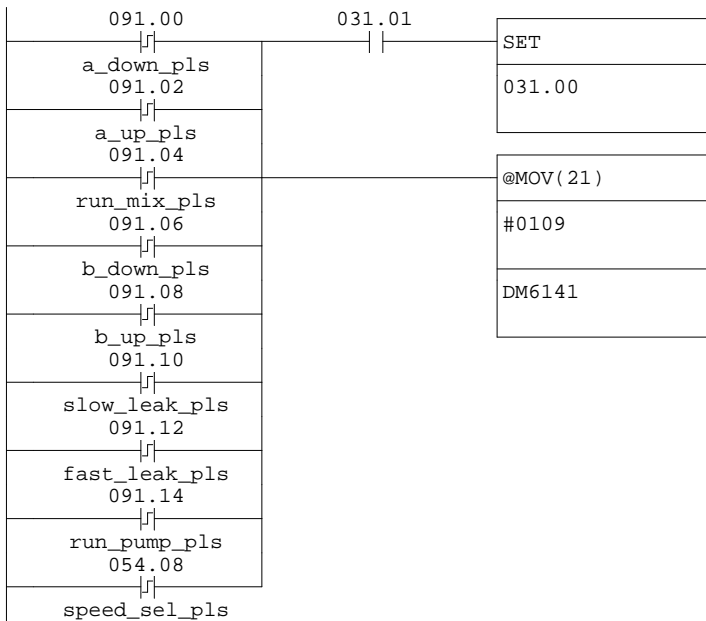 091.00 031.01
SET
a_down_pls
091.02 031.00
a_up_pls
091.04
@MOV(21)
run_mix_pls
091.06 #0109
b_down_pls
091.08 DM6141
b_up_pls
091.10
slow_leak_pls
091.12
fast_leak_pls
091.14
run_pump_pls
054.08
speed_sel_pls